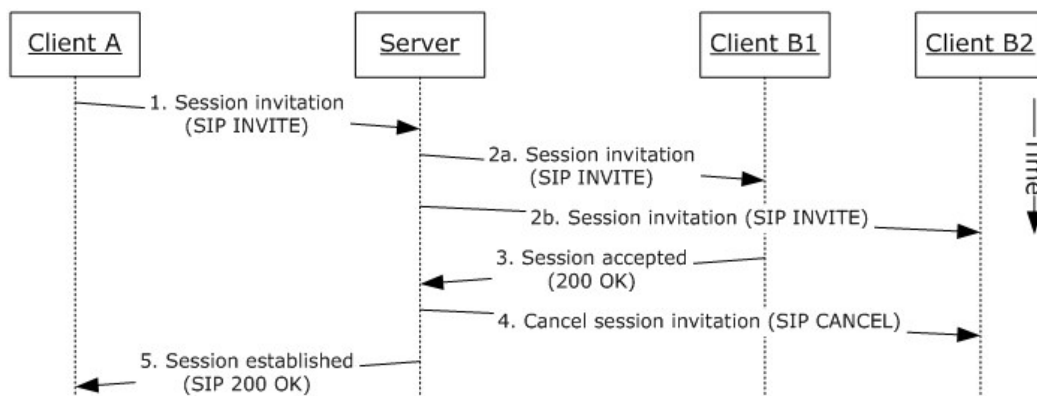 Client A
Server
Client B1
Client B2
1. Session invitation
(SIP INVITE)
2a. Session invitation
(SIP INVITE)
2b. Session invitation (SIP INVITE)
3. Session accepted
(200 OK)
4. Cancel session invitation (SIP CANCEL)
5. Session established
(SIP 200 OK)
Time